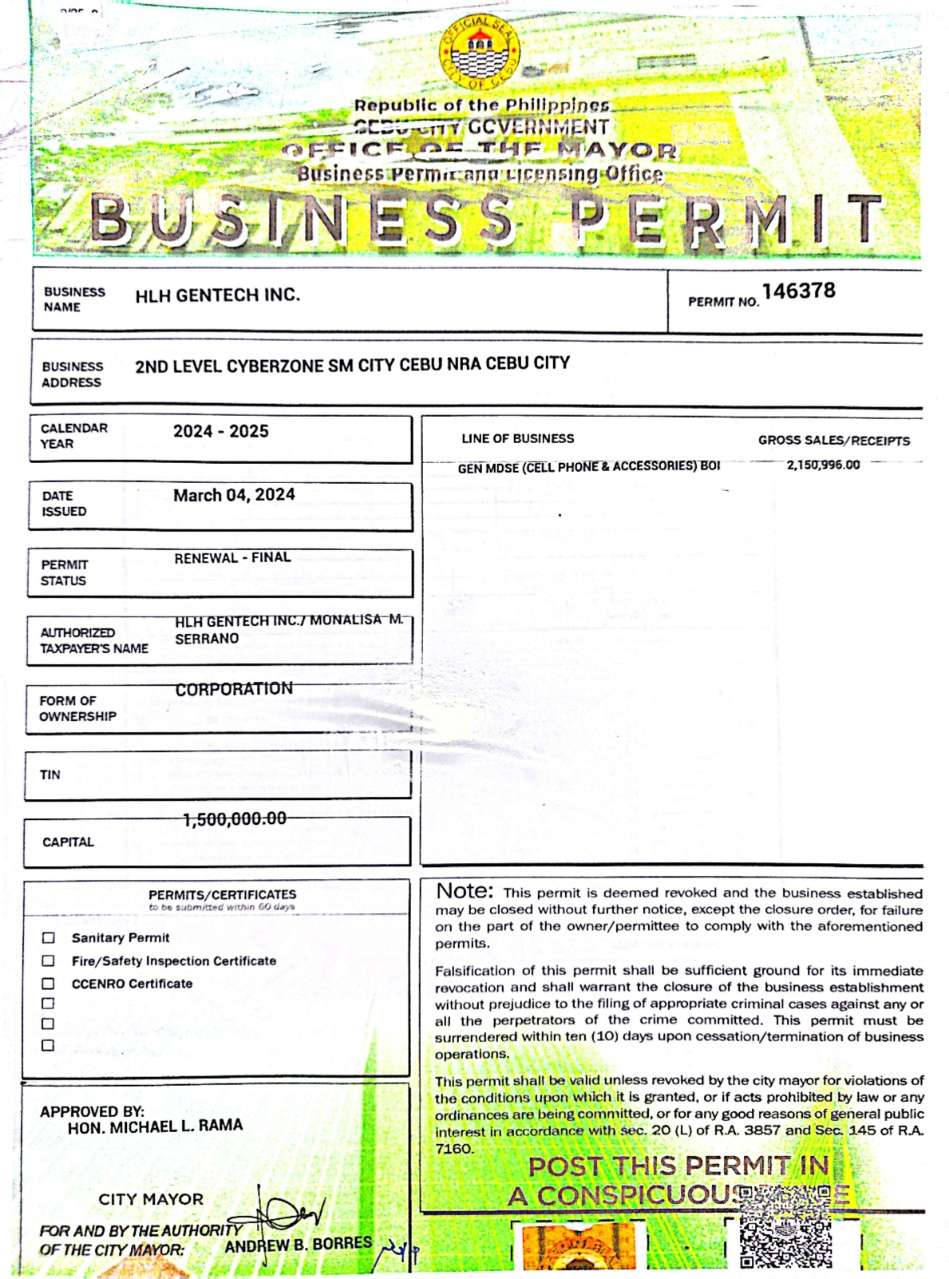 OFFICIAL SEAL
CITY OF CEBU
Republic of the Philippines
CEBU CITY GOVERNMENT
OFFICE OF THE MAYOR
Business Permit and Licensing Office
BUSINESS PERMIT
BUSINESS NAME HLH GENTECH INC.
PERMIT NO. 146378
BUSINESS ADDRESS 2ND LEVEL CYBERZONE SM CITY CEBU NRA CEBU CITY
CALENDAR YEAR 2024 - 2025
DATE ISSUED March 04, 2024
PERMIT STATUS RENEWAL - FINAL
AUTHORIZED TAXPAYER'S NAME HLH GENTECH INC./ MONALISA M. SERRANO
FORM OF OWNERSHIP CORPORATION
TIN
CAPITAL 1,500,000.00
LINE OF BUSINESS GROSS SALES/RECEIPTS
GEN MDSE (CELL PHONE & ACCESSORIES) BOI 2,150,996.00
PERMITS/CERTIFICATES
to be submitted within 60 days
Sanitary Permit
Fire/Safety Inspection Certificate
CCENRO Certificate
Note: This permit is deemed revoked and the business established
may be closed without further notice, except the closure order, for failure
on the part of the owner/permittee to comply with the aforementioned
permits.
Falsification of this permit shall be sufficient ground for its immediate
revocation and shall warrant the closure of the business establishment
without prejudice to the filing of appropriate criminal cases against any or
all the perpetrators of the crime committed. This permit must be
surrendered within ten (10) days upon cessation/termination of business
operations.
This permit shall be valid unless revoked by the city mayor for violations of
the conditions upon which it is granted, or if acts prohibited by law or any
ordinances are being committed, or for any good reasons of general public
interest in accordance with sec. 20 (L) of R.A. 3857 and Sec. 145 of R.A.
7160.
POST THIS PERMIT IN
A CONSPICUOUS
APPROVED BY:
HON. MICHAEL L. RAMA
CITY MAYOR
FOR AND BY THE AUTHORITY
OF THE CITY MAYOR: ANDREW B. BORRES